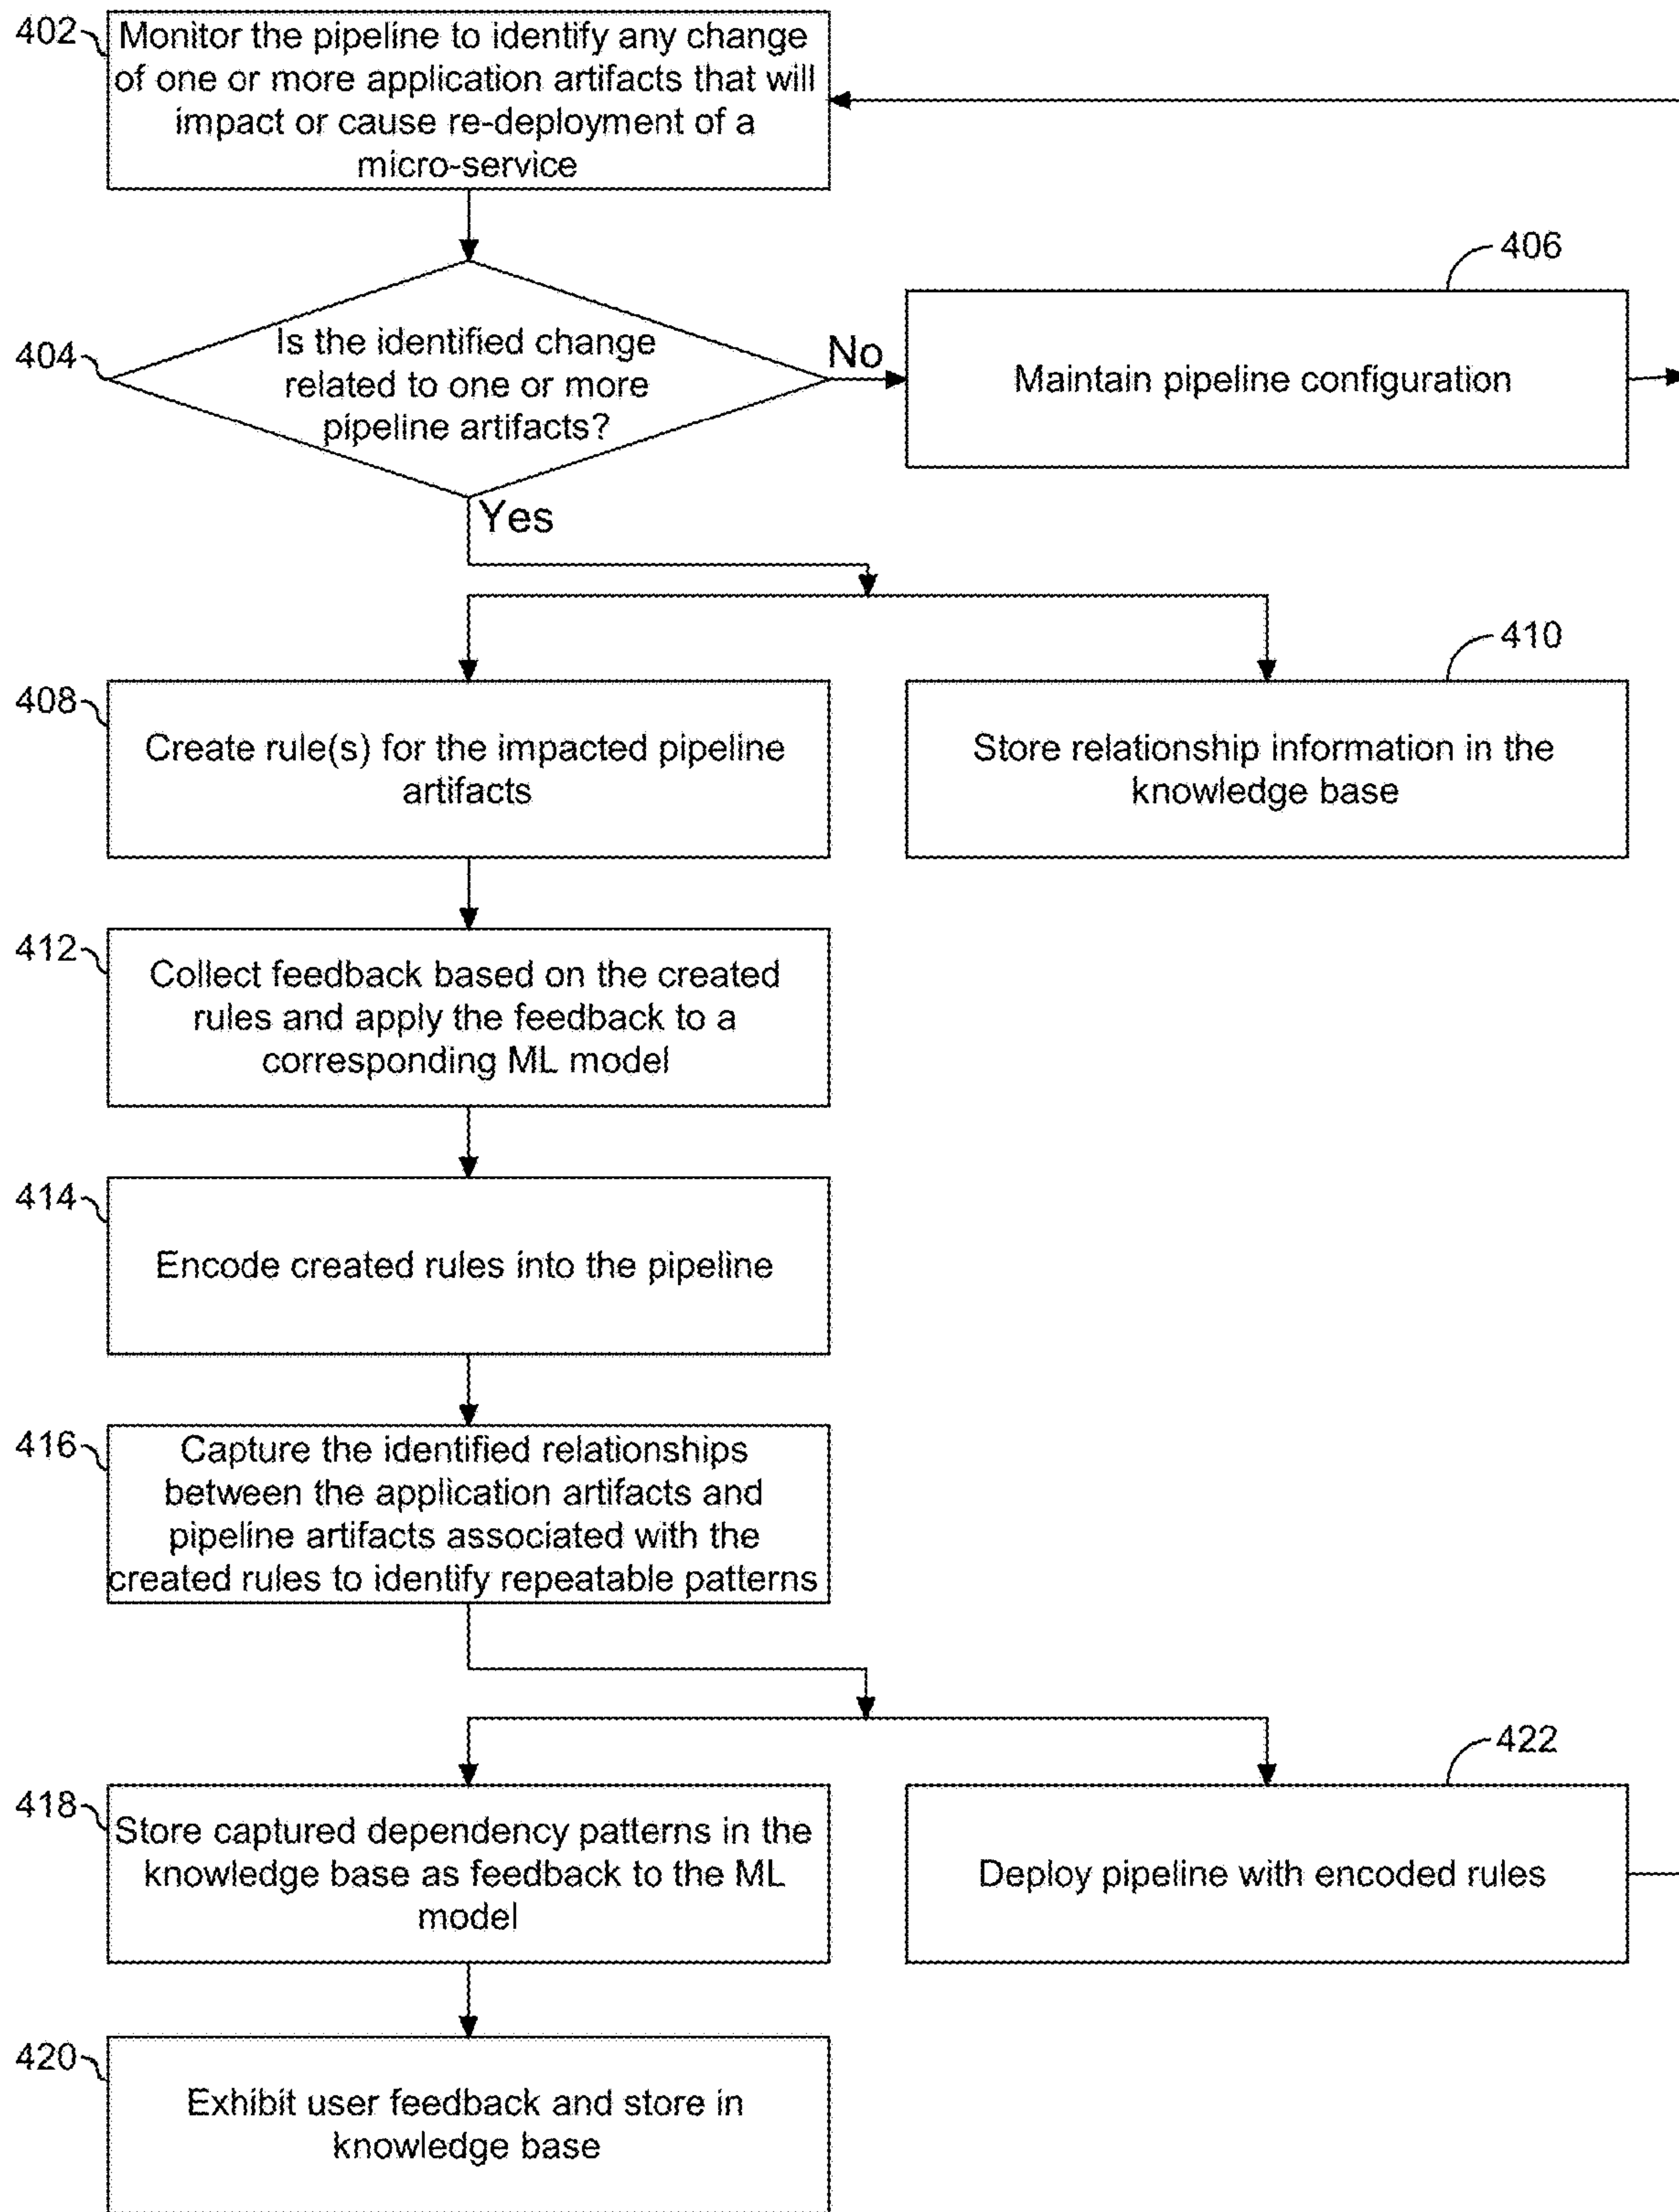 402
Monitor the pipeline to identify any change
of one or more application artifacts that will
impact or cause re-deployment of a
micro-service
404
Is the identified change
related to one or more
pipeline artifacts?
No
406
Maintain pipeline configuration
Yes
408
Create rule(s) for the impacted pipeline
artifacts
410
Store relationship information in the
knowledge base
412
Collect feedback based on the created
rules and apply the feedback to a
corresponding ML model
414
Encode created rules into the pipeline
416
Capture the identified relationships
between the application artifacts and
pipeline artifacts associated with the
created rules to identify repeatable patterns
418
Store captured dependency patterns in the
knowledge base as feedback to the ML
model
422
Deploy pipeline with encoded rules
420
Exhibit user feedback and store in
knowledge base